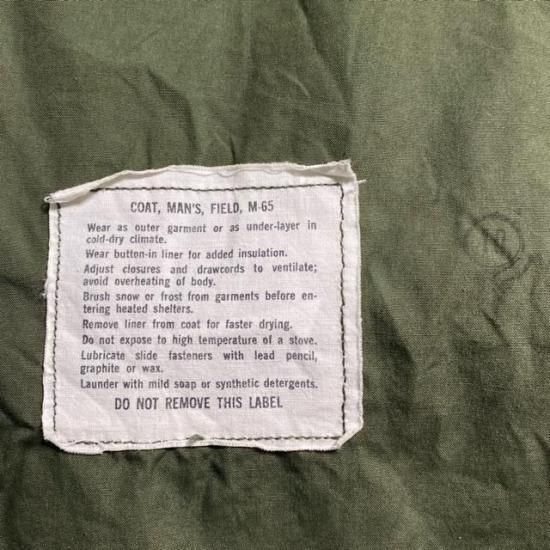 COAT, MAN'S, FIELD, M-65
Wear as outer garment or as under-layer in
cold-dry climate.
Wear button-in liner for added insulation.
Adjust closures and drawcords to ventilate;
avoid overheating of body.
Brush snow or frost from garments before en-
tering heated shelters.
Remove liner from coat for faster drying.
Do not expose to high temperature of a stove.
Lubricate slide fasteners with lead pencil,
graphite or wax.
Launder with mild soap or synthetic detergents.
DO NOT REMOVE THIS LABEL